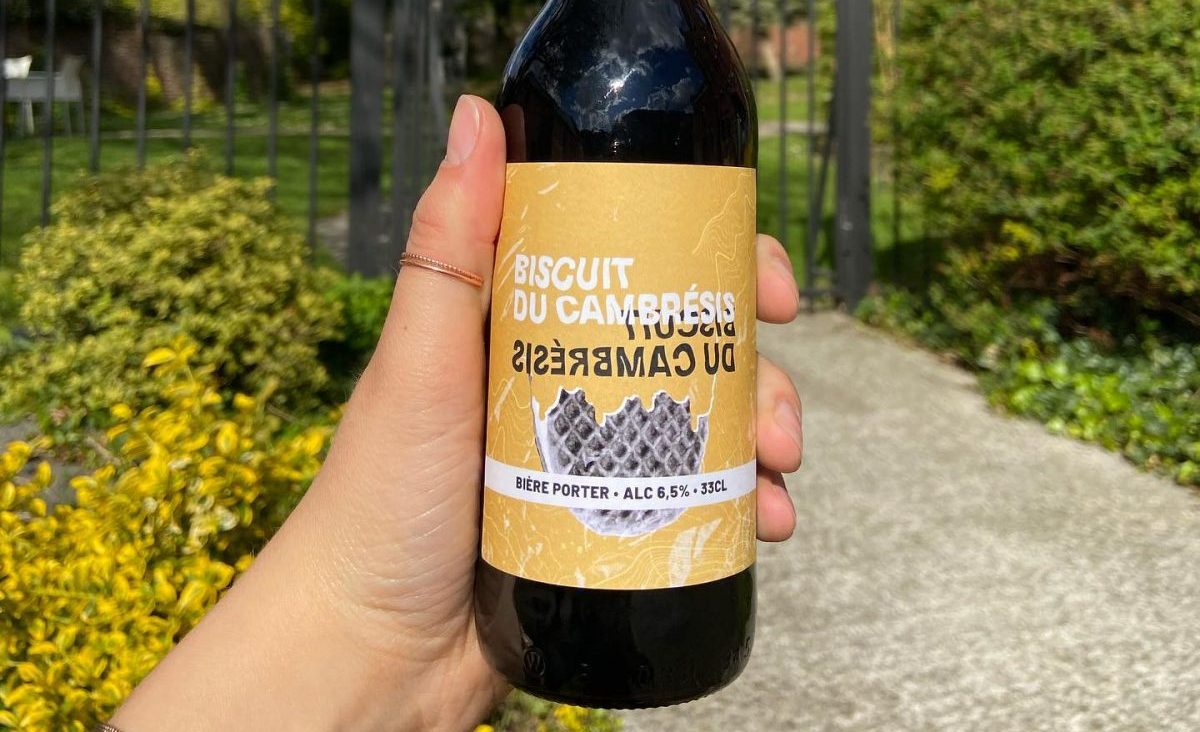 BISCUIT
DU CAMBRÉSIS
BISCUIT
DU CAMBRÉSIS
BIÈRE PORTER • ALC 6,5% • 33CL